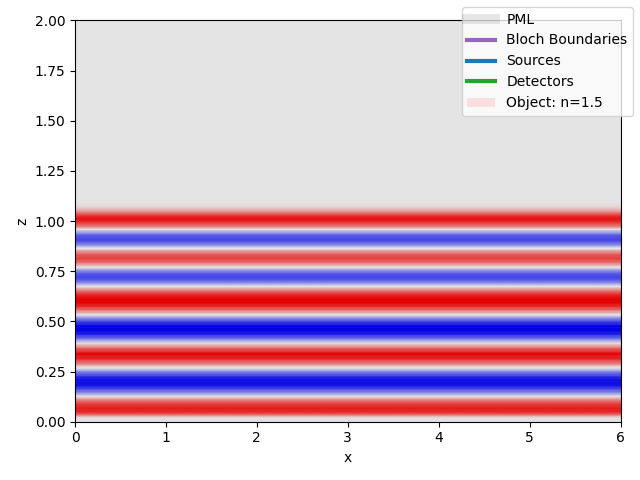 2.00
1.75
1.50
1.25
1.00
0.75
0.50
0.25
0.00
z
0
1
2
3
4
5
6
x
PML
Bloch Boundaries
Sources
Detectors
Object: n=1.5